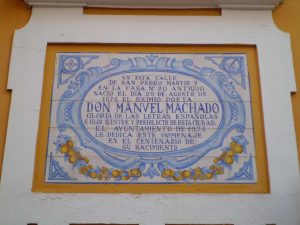 EN ESTA CALLE
DE SAN PEDRO MARTIR Y
EN LA CASA Nº 20 ANTIGUO,
NACIO EL DIA 29 DE AGOSTO DE
1874 EL EXIMIO POETA
DON MANVEL MACHADO
GLORIA DE LAS LETRAS ESPAÑOLAS
E HIJO ILUSTRE Y PREDILECTO DE ESTA CIUDAD.
EL AYUNTAMIENTO DE 1974
LE DEDICA ESTE HOMENAJE
EN EL CENTENARIO DE
SU NACIMIENTO